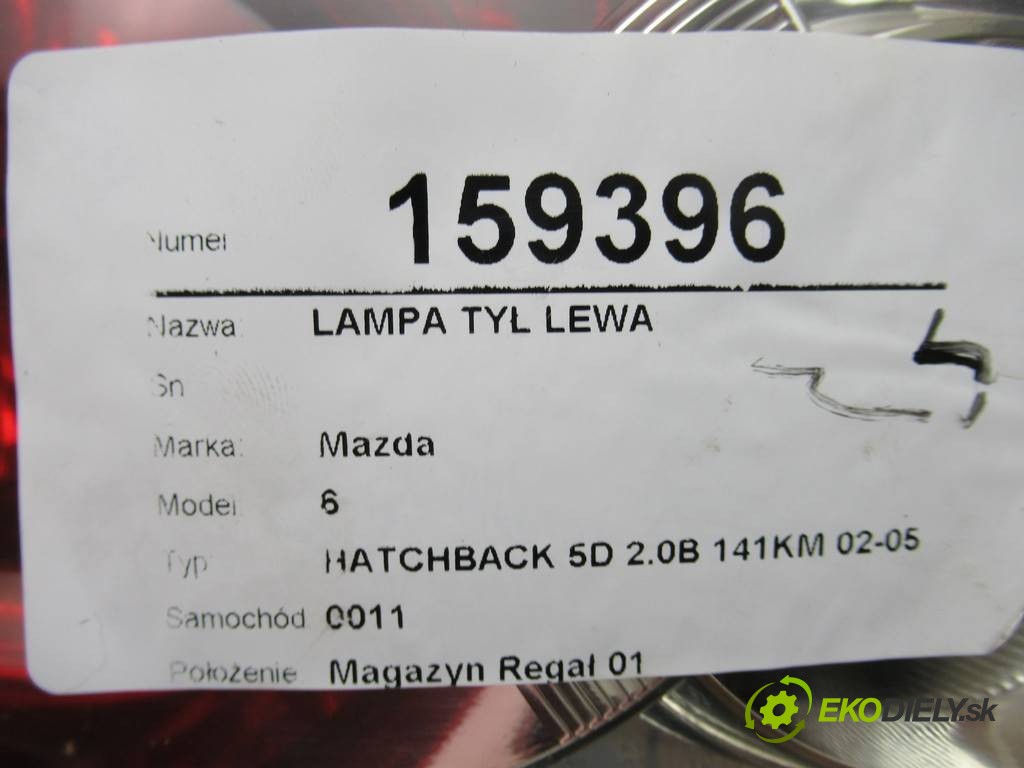 Numer 159396
Nazwa: LAMPA TYŁ LEWA
Sn
Marka: Mazda
Model 6
Typ HATCHBACK 5D 2.0B 141KM 02-05
Samochód 0011
Położenie Magazyn Regał 01
EKODIELY.sk